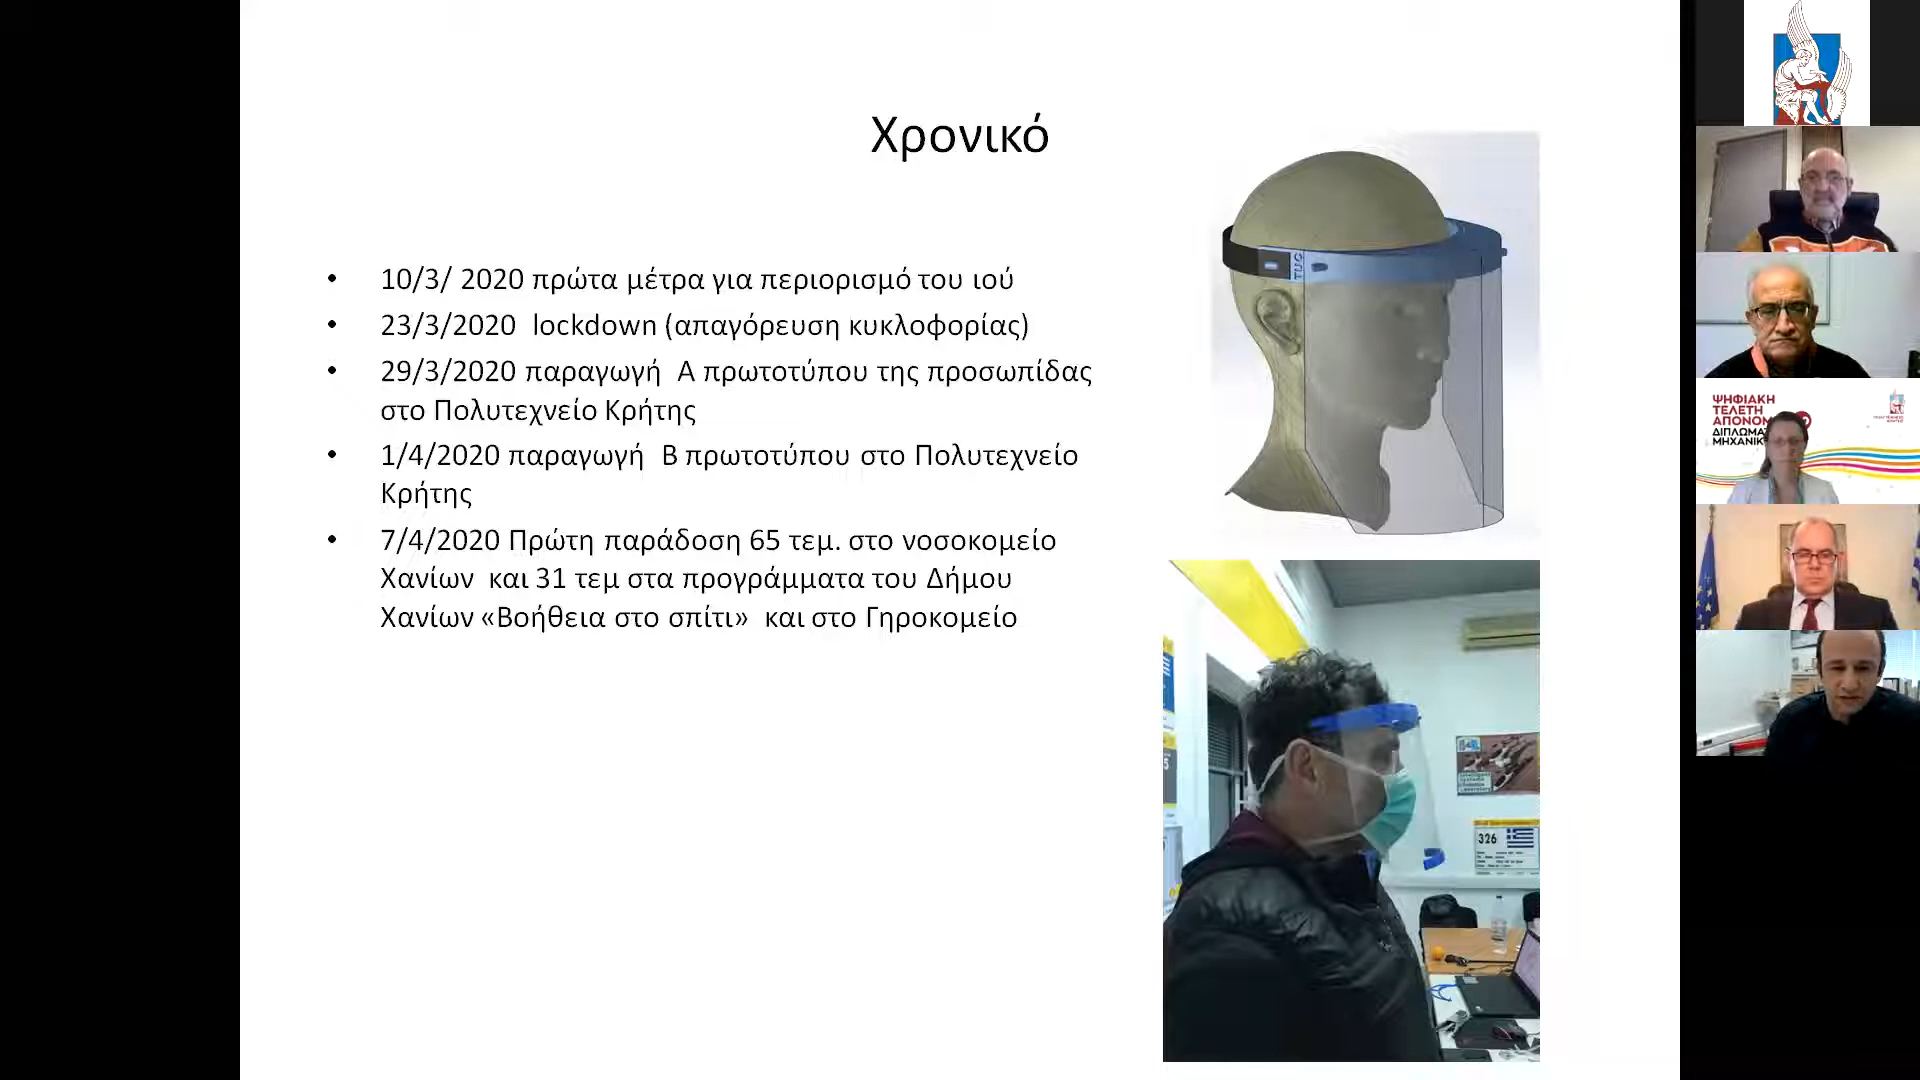 Χρονικό
• 10/3/ 2020 πρώτα μέτρα για περιορισμό του ιού
• 23/3/2020 lockdown (απαγόρευση κυκλοφορίας)
• 29/3/2020 παραγωγή Α πρωτοτύπου της προσωπίδας
στο Πολυτεχνείο Κρήτης
• 1/4/2020 παραγωγή Β πρωτοτύπου στο Πολυτεχνείο
Κρήτης
• 7/4/2020 Πρώτη παράδοση 65 τεμ. στο νοσοκομείο
Χανίων και 31 τεμ στα προγράμματα του Δήμου
Χανίων «Βοήθεια στο σπίτι» και στο Γηροκομείο
TUC
326
ΨΗΦΙΑΚΗ
ΤΕΛΕΤΗ